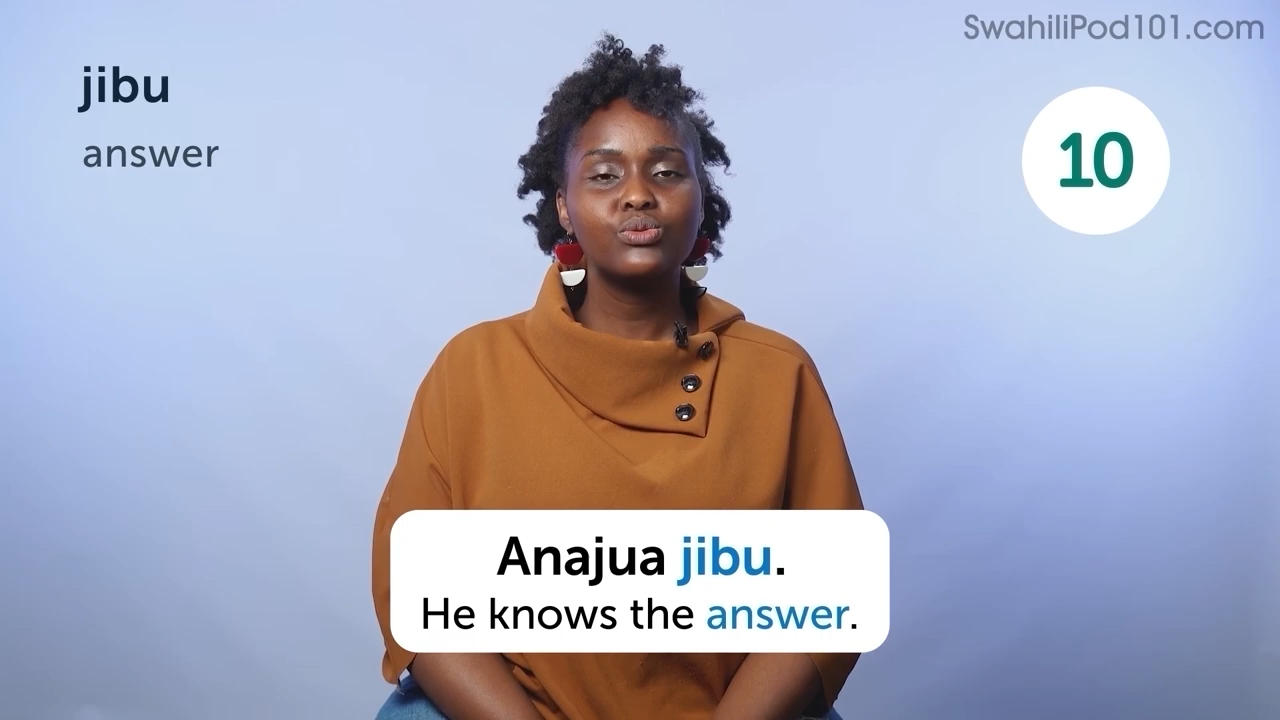 SwahiliPod101.com
jibu
answer
10
Anajua jibu.
He knows the answer.